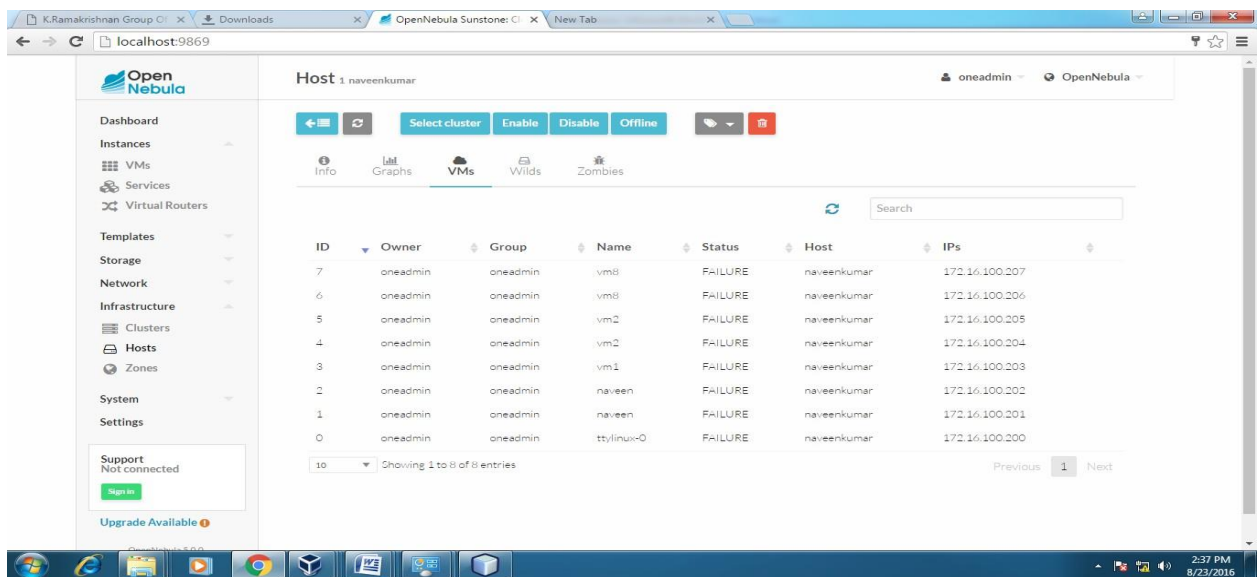 K.Ramakrishnan Group Of
Downloads
OpenNebula Sunstone: Cl
New Tab
localhost:9869
Open
Nebula
Host 1 naveenkumar
oneadmin
OpenNebula
Dashboard
Instances
VMs
Services
Virtual Routers
Templates
Storage
Network
Infrastructure
Clusters
Hosts
Zones
System
Settings
Support
Not connected
Sign in
Upgrade Available
OpenNebula 5.0.0
Select cluster Enable Disable Offline
Info Graphs VMs Wilds Zombies
Search
ID Owner Group Name Status Host IPs
7 oneadmin oneadmin vm8 FAILURE naveenkumar 172.16.100.207
6 oneadmin oneadmin vm8 FAILURE naveenkumar 172.16.100.206
5 oneadmin oneadmin vm2 FAILURE naveenkumar 172.16.100.205
4 oneadmin oneadmin vm2 FAILURE naveenkumar 172.16.100.204
3 oneadmin oneadmin vm1 FAILURE naveenkumar 172.16.100.203
2 oneadmin oneadmin naveen FAILURE naveenkumar 172.16.100.202
1 oneadmin oneadmin naveen FAILURE naveenkumar 172.16.100.201
0 oneadmin oneadmin ttylinux-0 FAILURE naveenkumar 172.16.100.200
10 Showing 1 to 8 of 8 entries
Previous 1 Next
2:37 PM
8/23/2016